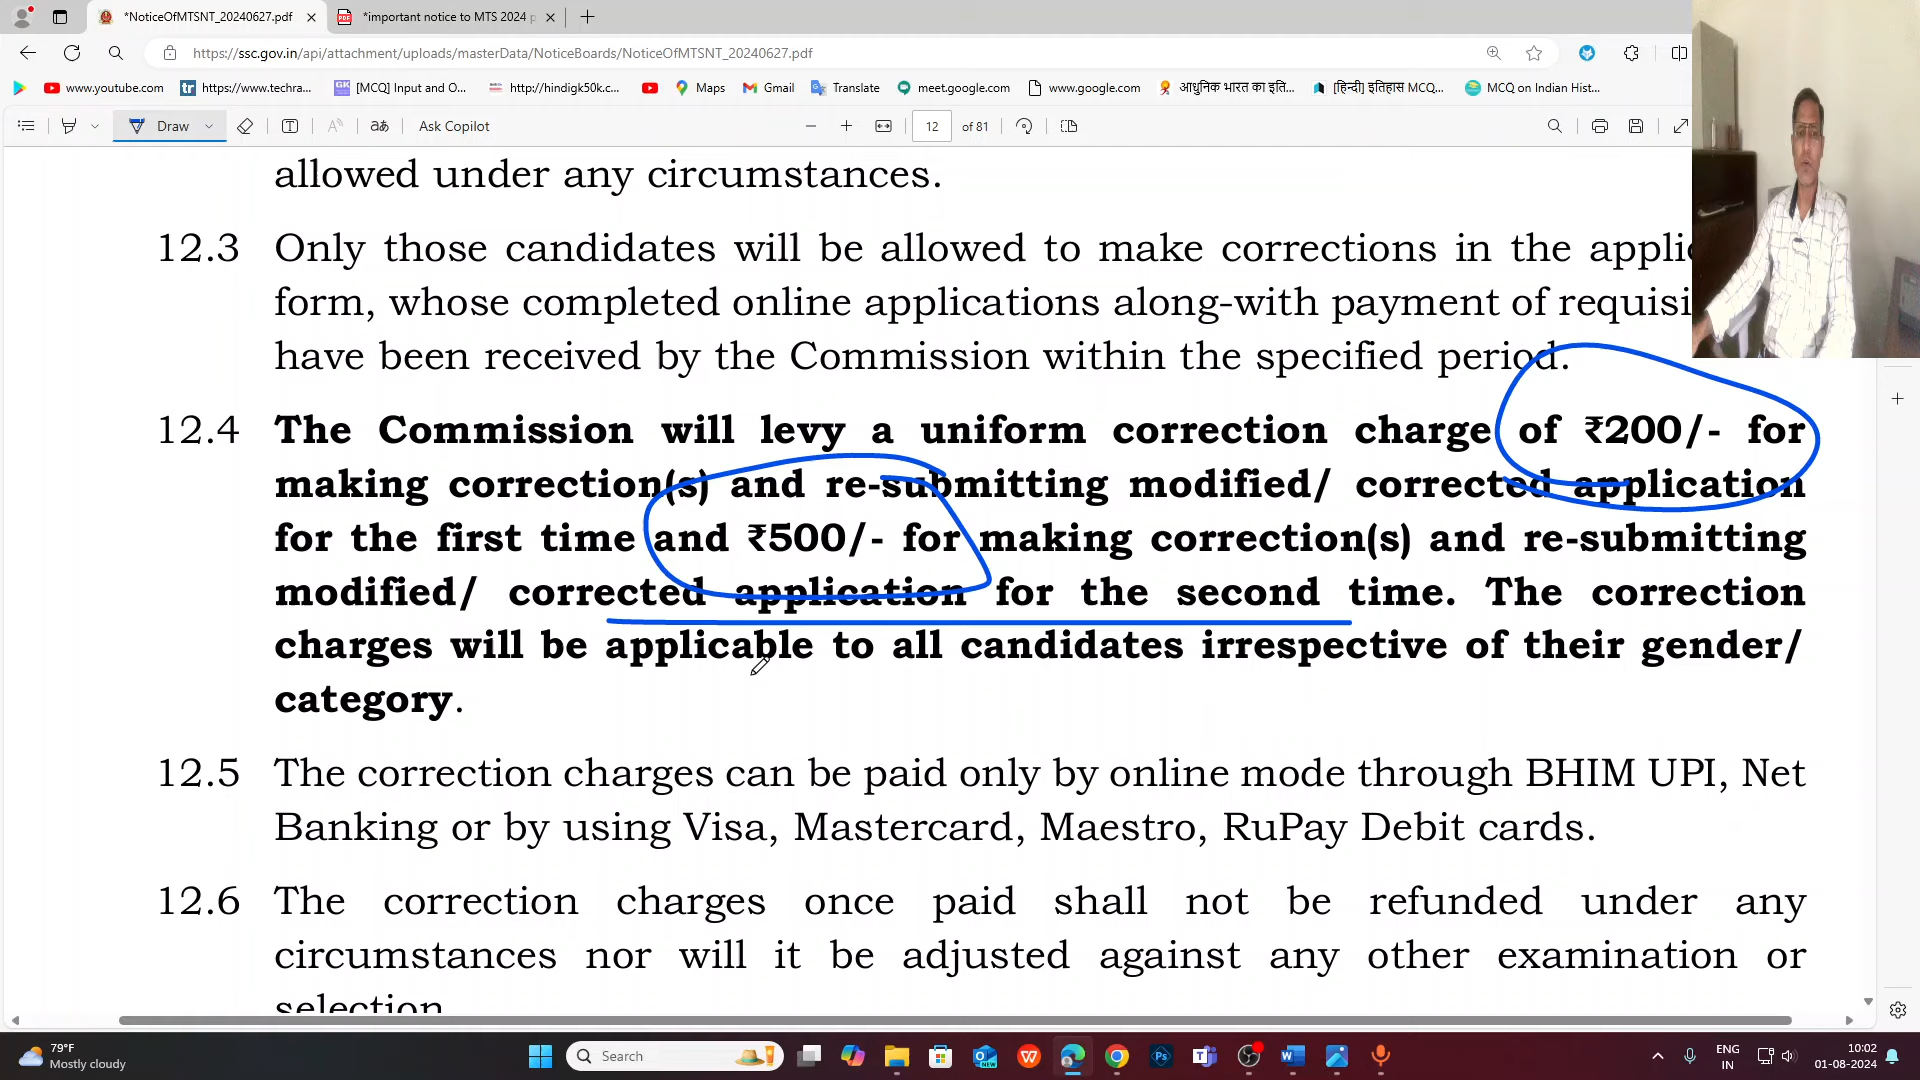 *NoticeOfMTSNT_20240627.pdf
*important notice to MTS 2024 p
https://ssc.gov.in/api/attachment/uploads/masterData/NoticeBoards/NoticeOfMTSNT_20240627.pdf
www.youtube.com
https://www.techra...
[MCQ] Input and O...
http://hindigk50k.c...
Maps
Gmail
Translate
meet.google.com
www.google.com
आधुनिक भारत का इति...
[हिन्दी] इतिहास MCQ...
MCQ on Indian Hist...
Draw
Ask Copilot
12
of 81
allowed under any circumstances.
12.3 Only those candidates will be allowed to make corrections in the applic
form, whose completed online applications along-with payment of requisi
have been received by the Commission within the specified period.
12.4 The Commission will levy a uniform correction charge of ₹200/- for
making correction(s) and re-submitting modified/ corrected application
for the first time and ₹500/- for making correction(s) and re-submitting
modified/ corrected application for the second time. The correction
charges will be applicable to all candidates irrespective of their gender/
category.
12.5 The correction charges can be paid only by online mode through BHIM UPI, Net
Banking or by using Visa, Mastercard, Maestro, RuPay Debit cards.
12.6 The correction charges once paid shall not be refunded under any
circumstances nor will it be adjusted against any other examination or
selection
79°F
Mostly cloudy
Search
ENG
IN
10:02
01-08-2024